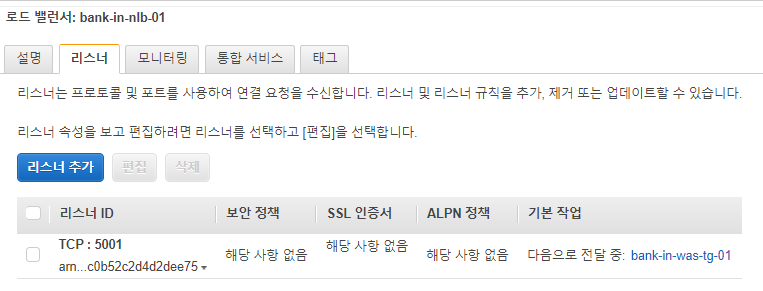 로드 밸런서: bank-in-nlb-01
설명 리스너 모니터링 통합 서비스 태그
리스너는 프로토콜 및 포트를 사용하여 연결 요청을 수신합니다. 리스너 및 리스너 규칙을 추가, 제거 또는 업데이트할 수 있습니다.
리스너 속성을 보고 편집하려면 리스너를 선택하고 [편집]을 선택합니다.
리스너 추가 편집 삭제
리스너 ID 보안 정책 SSL 인증서 ALPN 정책 기본 작업
TCP : 5001
arn...c0b52c2d4d2dee75 해당 사항 없음 해당 사항 없음 해당 사항 없음 다음으로 전달 중: bank-in-was-tg-01